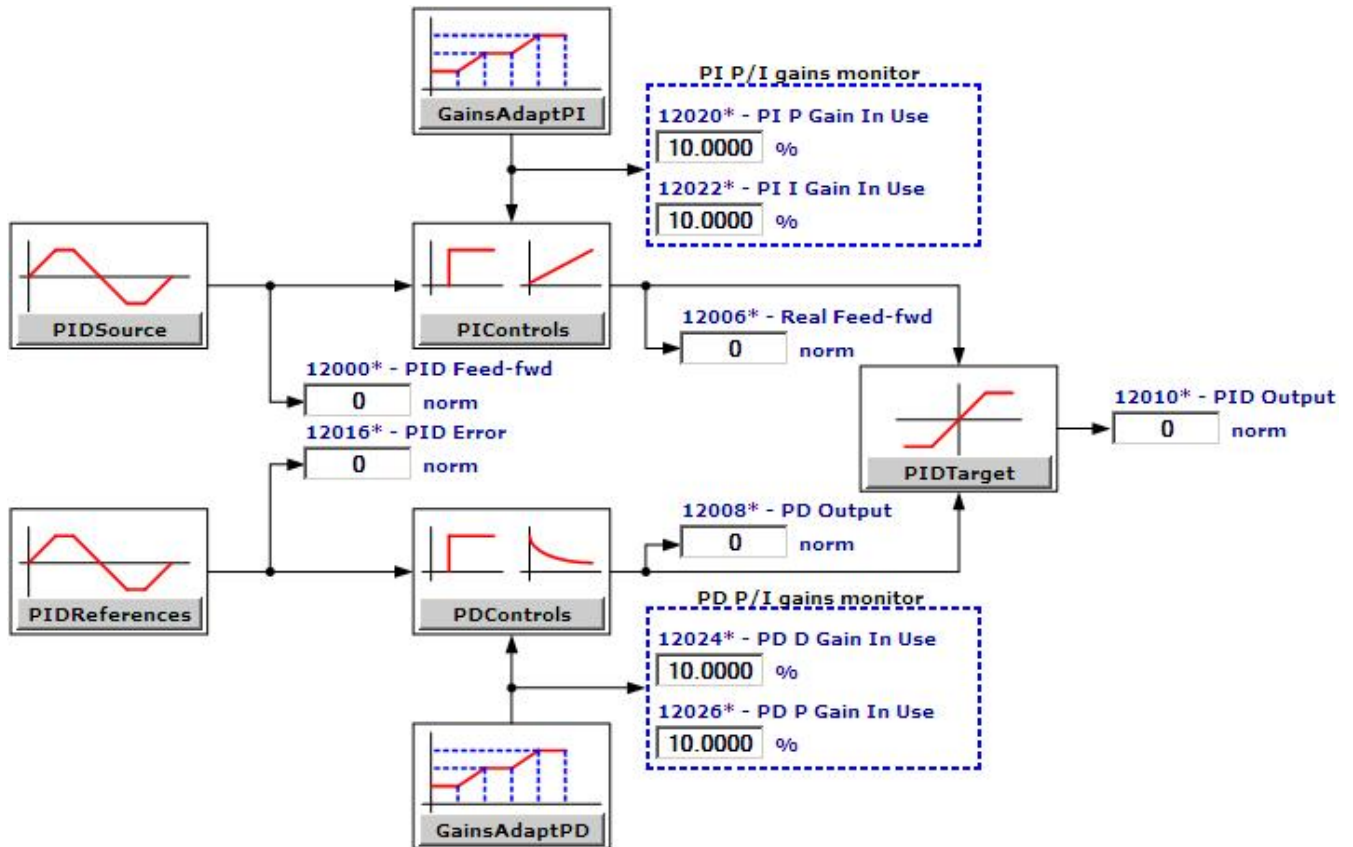 GainsAdaptPI
PI P/I gains monitor
12020* - PI P Gain In Use
10.0000 %
12022* - PI I Gain In Use
10.0000 %
PIDSource
PIControls
12006* - Real Feed-fwd
0 norm
12000* - PID Feed-fwd
0 norm
12016* - PID Error
0 norm
PIDTarget
12010* - PID Output
0 norm
PIDReferences
PDControls
12008* - PD Output
0 norm
PD P/I gains monitor
12024* - PD D Gain In Use
10.0000 %
12026* - PD P Gain In Use
10.0000 %
GainsAdaptPD